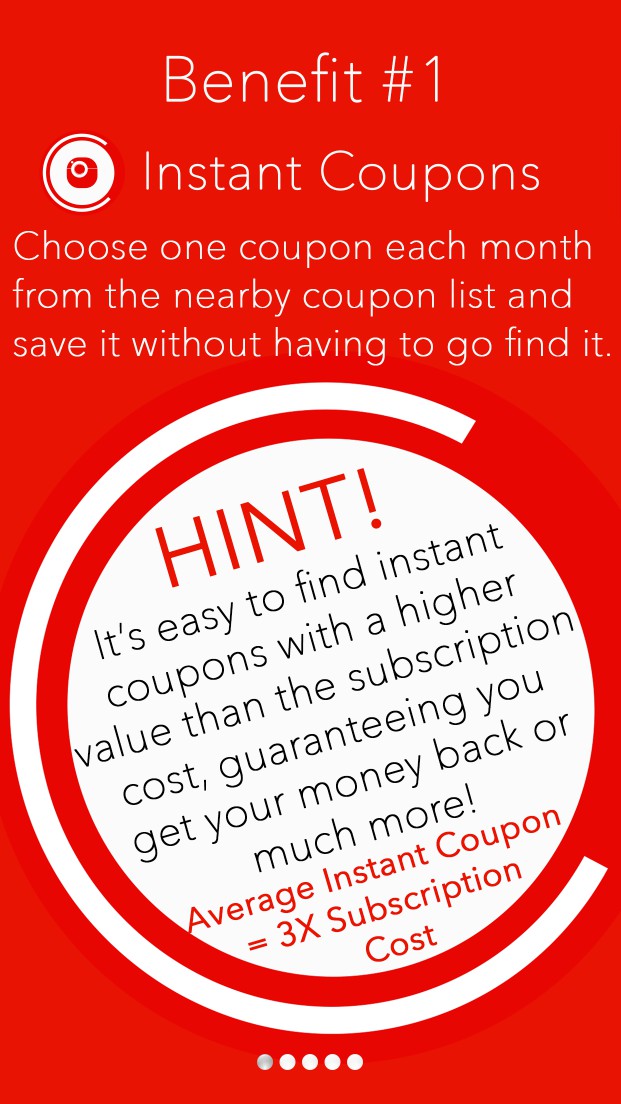 Benefit #1
Instant Coupons
Choose one coupon each month
from the nearby coupon list and
save it without having to go find it.
HINT!
It's easy to find instant
coupons with a higher
value than the subscription
cost, guaranteeing you
get your money back or
much more!
Average Instant Coupon
= 3X Subscription
Cost